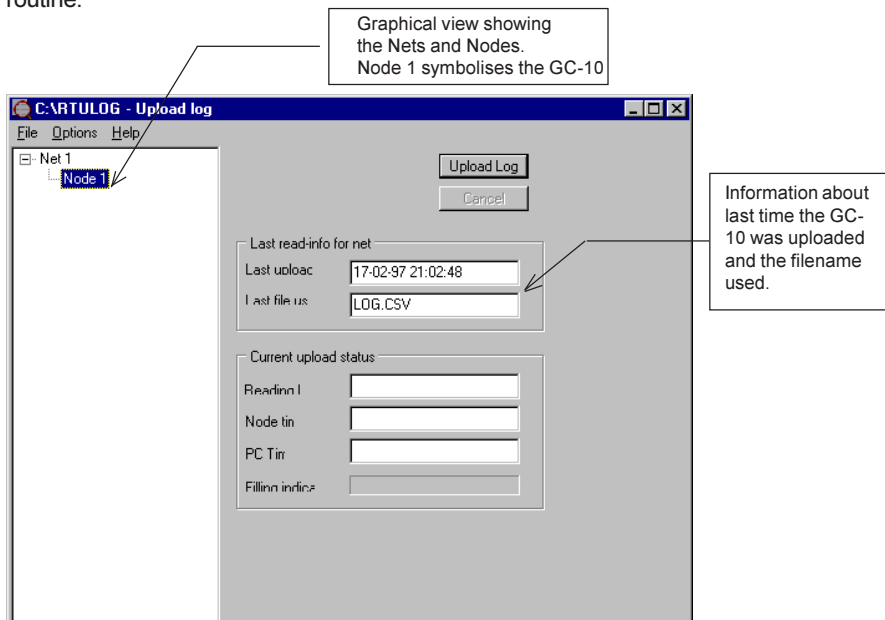 routine.
Graphical view showing
the Nets and Nodes.
Node 1 symbolises the GC-10
C:\RTULOG - Upload log
File Options Help
Net 1
Node 1
Upload Log
Cancel
Information about
last time the GC-
10 was uploaded
and the filename
used.
Last read-info for net
Last uploac 17-02-97 21:02:48
Last file us LOG.CSV
Current upload status
Reading l
Node tin
PC Tin
Filling indica